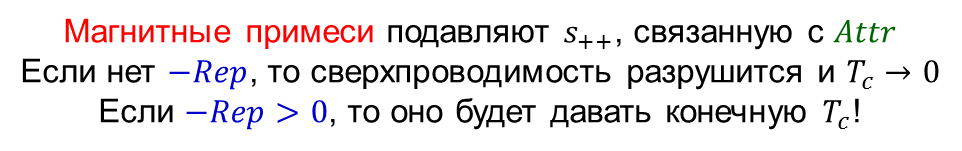 Магнитные примеси подавляют s₊₊, связанную с Attr
Если нет −Rep, то сверхпроводимость разрушится и T_c → 0
Если −Rep > 0, то оно будет давать конечную T_c!